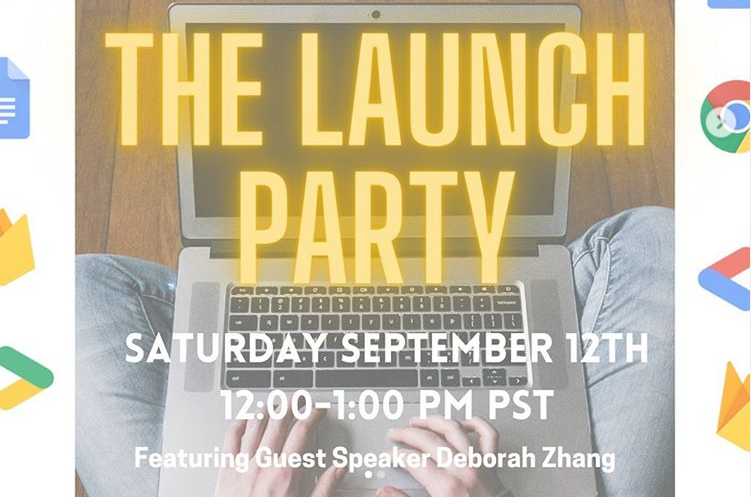 THE LAUNCH
PARTY
SATURDAY SEPTEMBER 12TH
12:00-1:00 PM PST
Featuring Guest Speaker Deborah Zhang